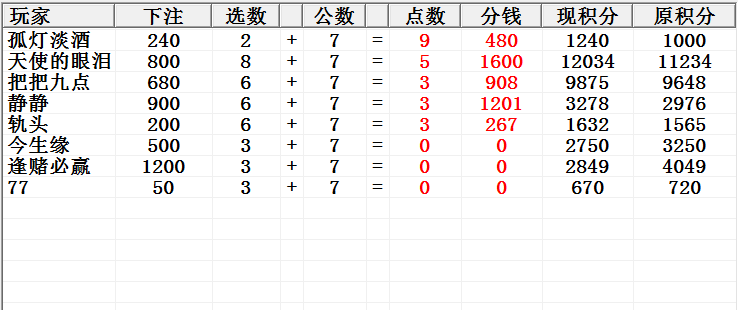 玩家 下注 选数 公数 点数 分钱 现积分 原积分
孤灯淡酒 240 2 + 7 = 9 480 1240 1000
天使的眼泪 800 8 + 7 = 5 1600 12034 11234
把把九点 680 6 + 7 = 3 908 9875 9648
静静 900 6 + 7 = 3 1201 3278 2976
轨头 200 6 + 7 = 3 267 1632 1565
今生缘 500 3 + 7 = 0 0 2750 3250
逢赌必赢 1200 3 + 7 = 0 0 2849 4049
77 50 3 + 7 = 0 0 670 720